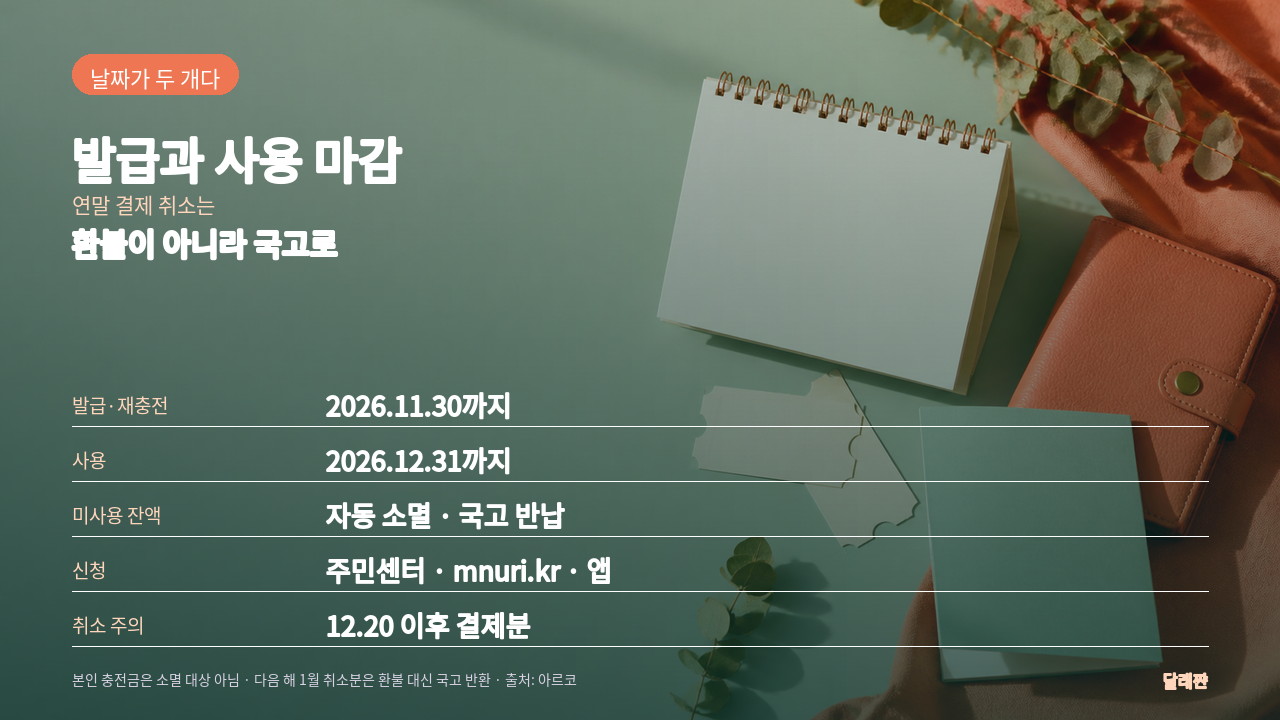 날짜가 두 개다
발급과 사용 마감
연말 결제 취소는
환불이 아니라 국고로
발급·재충전 2026.11.30까지
사용 2026.12.31까지
미사용 잔액 자동 소멸 · 국고 반납
신청 주민센터 · mnuri.kr · 앱
취소 주의 12.20 이후 결제분
본인 충전금은 소멸 대상 아님 · 다음 해 1월 취소분은 환불 대신 국고 반환 · 출처: 아르코
달레짠